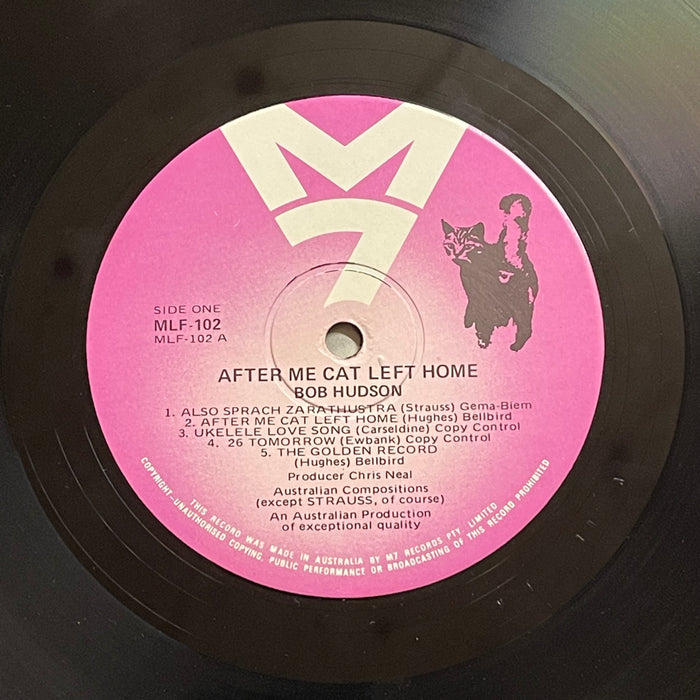 M
7
SIDE ONE
MLF-102
MLF-102 A
AFTER ME CAT LEFT HOME
BOB HUDSON
1. ALSO SPRACH ZARATHUSTRA (Strauss) Gema-Biem
2. AFTER ME CAT LEFT HOME (Hughes) Bellbird
3. UKELELE LOVE SONG (Carseldine) Copy Control
4. 26 TOMORROW (Ewbank) Copy Control
5. THE GOLDEN RECORD
(Hughes) Bellbird
Producer Chris Neal
Australian Compositions
(except STRAUSS, of course)
An Australian Production
of exceptional quality
THIS RECORD WAS MADE IN AUSTRALIA BY M7 RECORDS PTY. LIMITED
COPYRIGHT-UNAUTHORISED COPYING, PUBLIC PERFORMANCE OR BROADCASTING OF THIS RECORD PROHIBITED